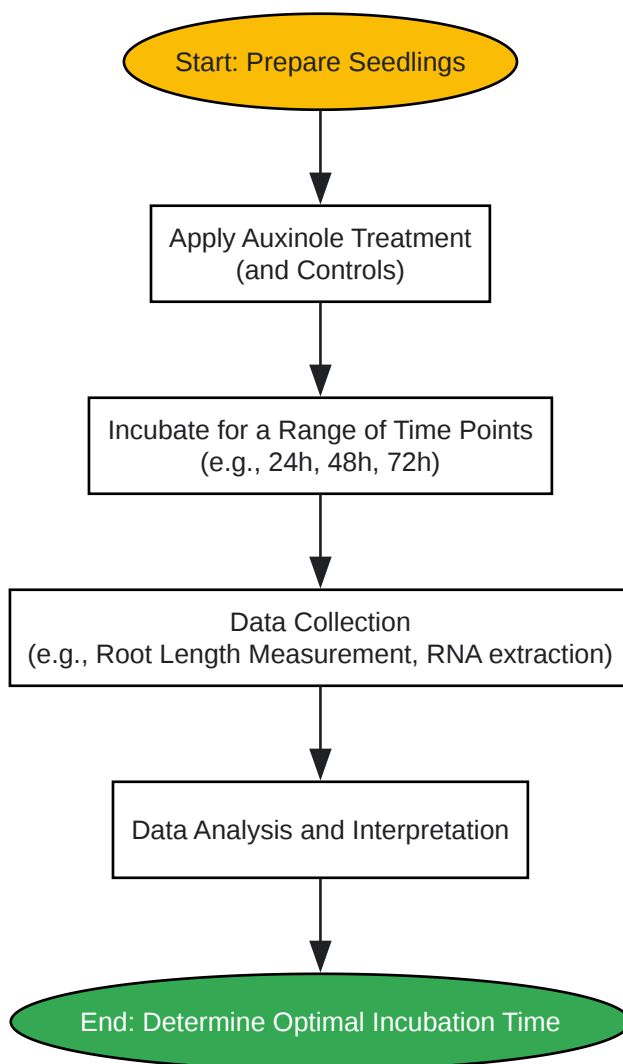 Start: Prepare Seedlings
Apply Auxinole Treatment
(and Controls)
Incubate for a Range of Time Points
(e.g., 24h, 48h, 72h)
Data Collection
(e.g., Root Length Measurement, RNA extraction)
Data Analysis and Interpretation
End: Determine Optimal Incubation Time